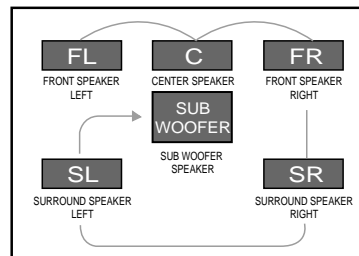 FL
C
FR
FRONT SPEAKER
LEFT
CENTER SPEAKER
FRONT SPEAKER
RIGHT
SUB
WOOFER
SUB WOOFER
SPEAKER
SL
SR
SURROUND SPEAKER
LEFT
SURROUND SPEAKER
RIGHT